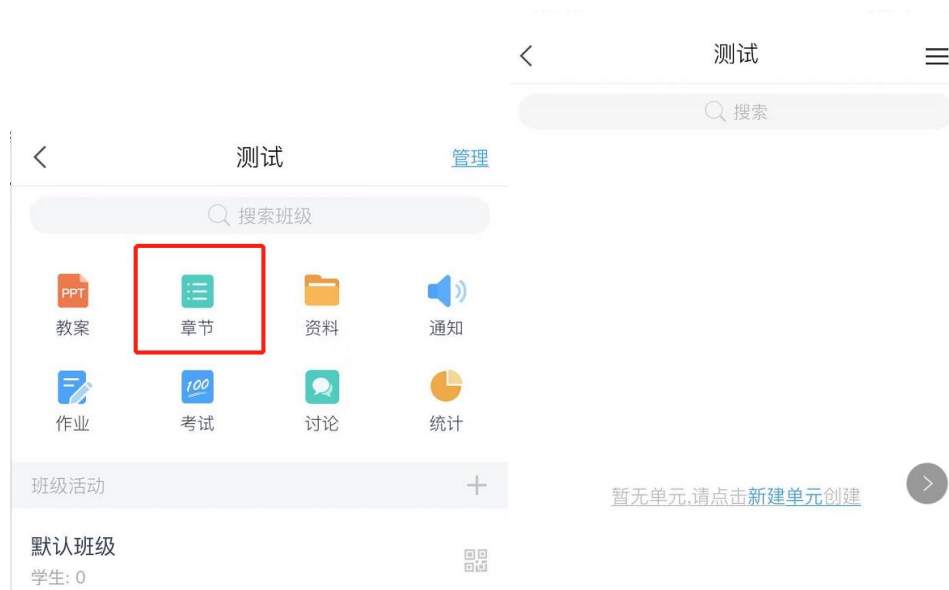 测试
管理
搜索班级
PPT
教案
章节
资料
通知
作业
100
考试
讨论
统计
班级活动
默认班级
学生: 0
测试
搜索
暂无单元,请点击新建单元创建